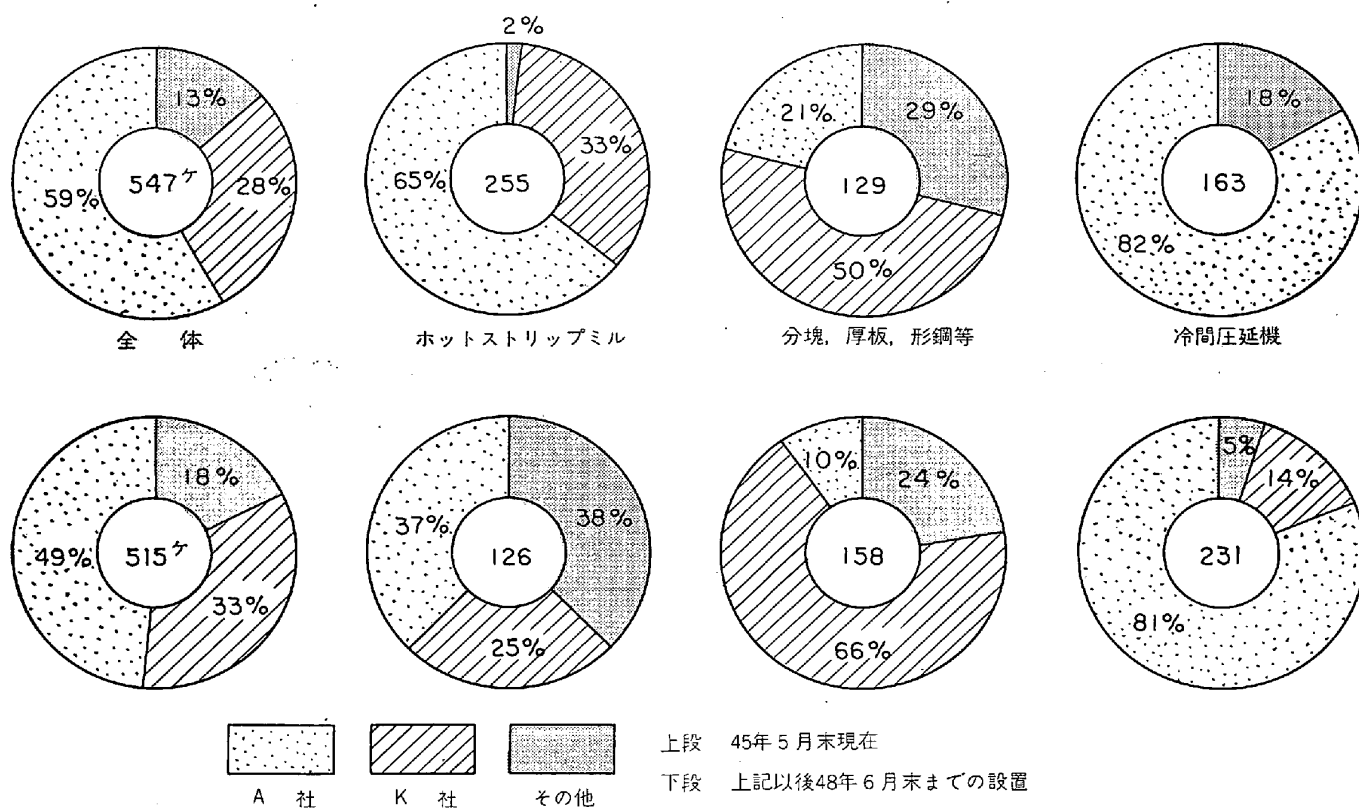 13%
28%
59%
547ケ
全 体
2%
33%
65%
255
ホットストリップミル
29%
50%
21%
129
分塊，厚板，形鋼等
18%
82%
163
冷間圧延機
18%
33%
49%
515ケ
38%
25%
37%
126
24%
66%
10%
158
5%
14%
81%
231
A 社
K 社
その他
上段 45年5月末現在
下段 上記以後48年6月末までの設置